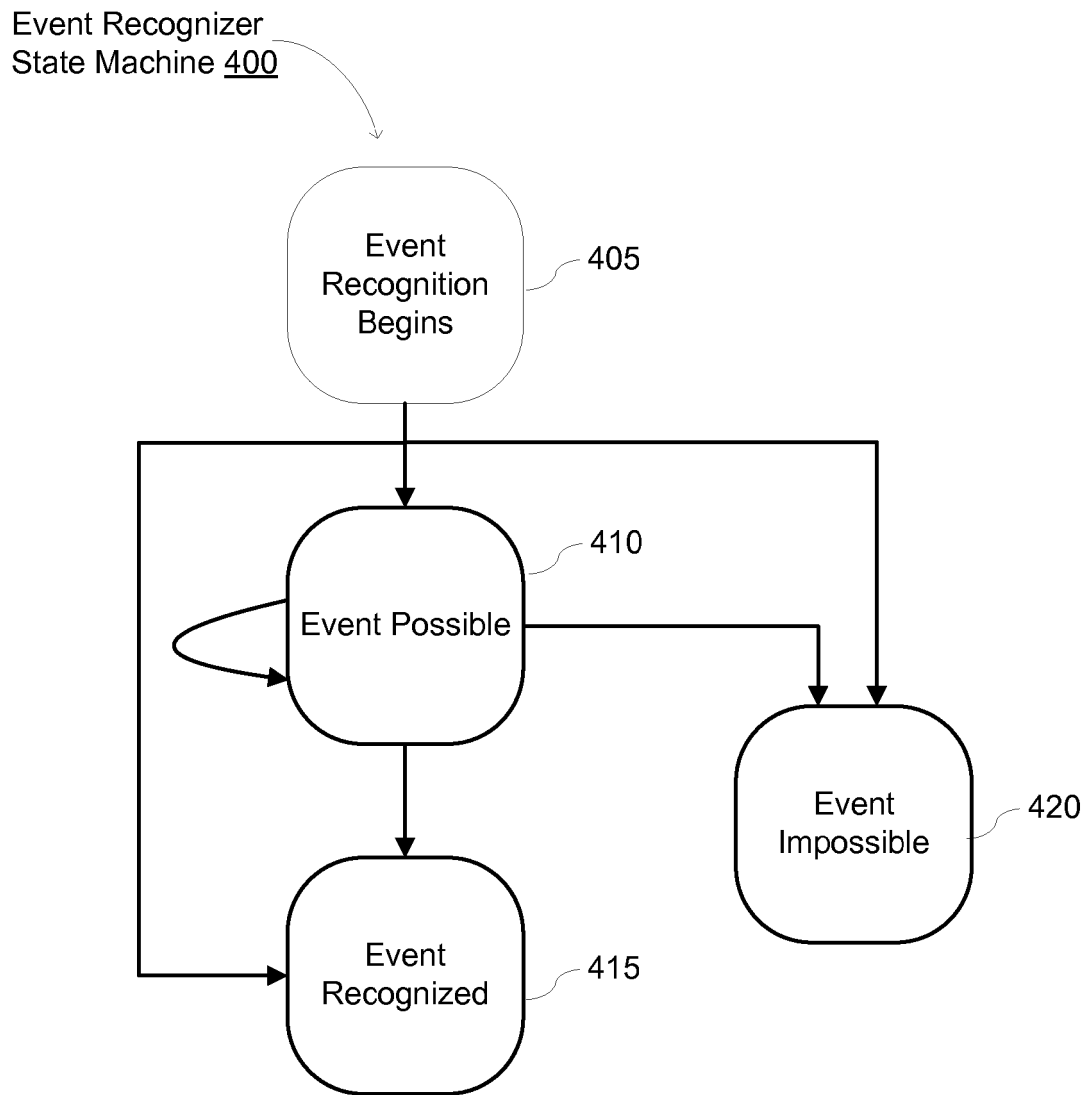 Event Recognizer
State Machine 400
Event
Recognition
Begins
405
410
Event Possible
Event
Impossible
420
Event
Recognized
415